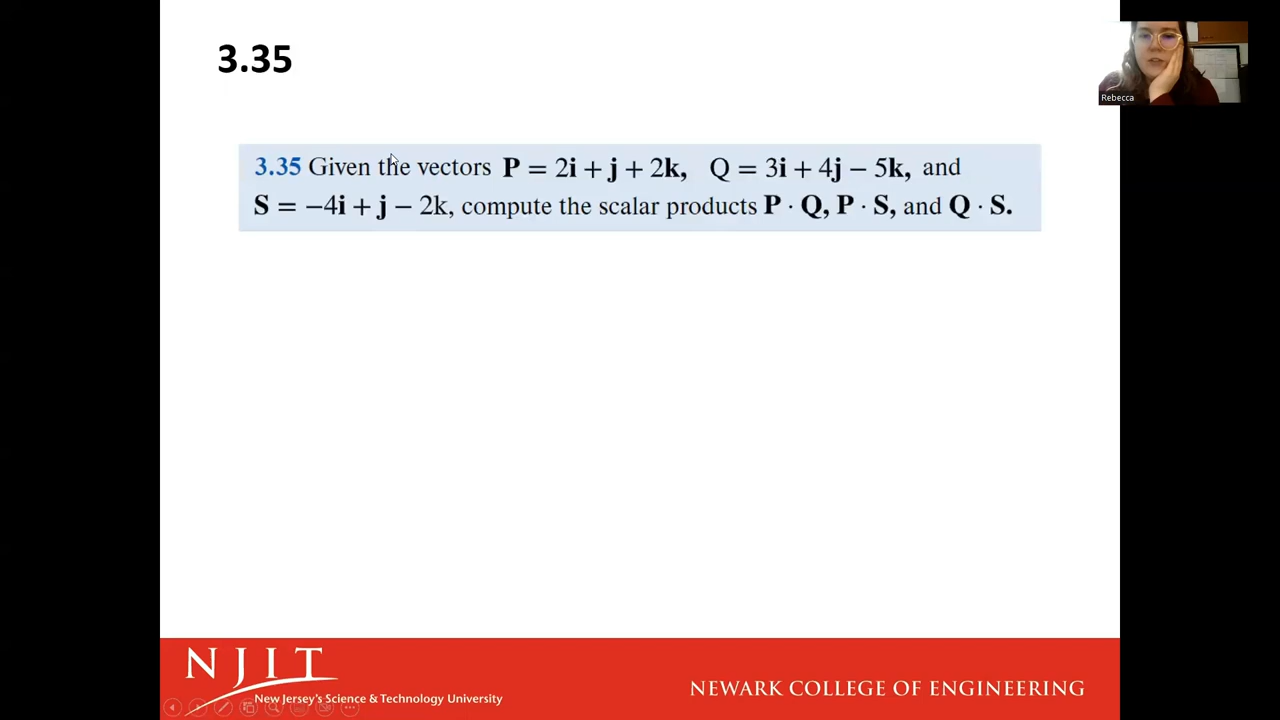 3.35
Rebecca
3.35 Given the vectors P = 2i + j + 2k, Q = 3i + 4j − 5k, and
S = −4i + j − 2k, compute the scalar products P · Q, P · S, and Q · S.
NJIT
New Jersey's Science & Technology University
NEWARK COLLEGE OF ENGINEERING